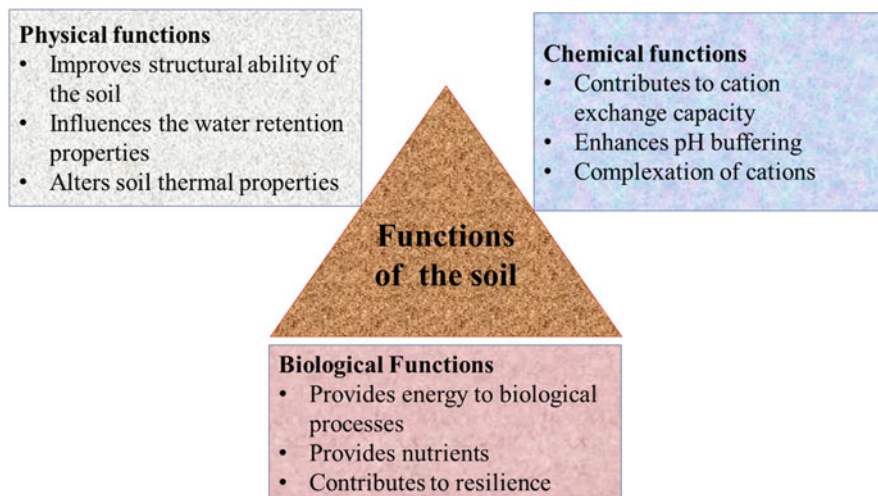 Physical functions
• Improves structural ability of
the soil
• Influences the water retention
properties
• Alters soil thermal properties
Chemical functions
• Contributes to cation
exchange capacity
• Enhances pH buffering
• Complexation of cations
Functions
of the soil
Biological Functions
• Provides energy to biological
processes
• Provides nutrients
• Contributes to resilience